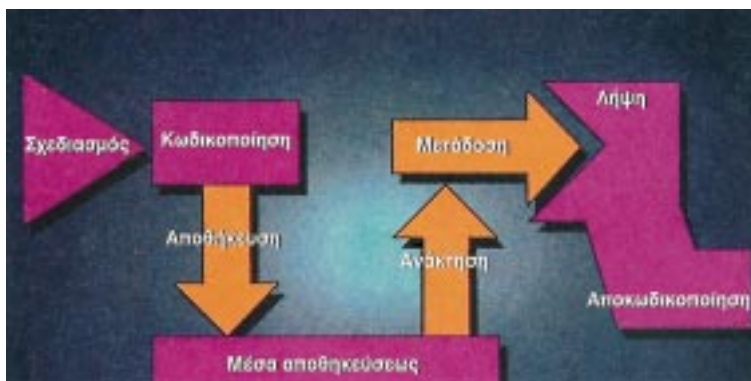 Σχεδιασμός
Κωδικοποίηση
Αποθήκευση
Μέσα αποθηκεύσεως
Ανάκτηση
Μετάδοση
Λήψη
Αποκωδικοποίηση